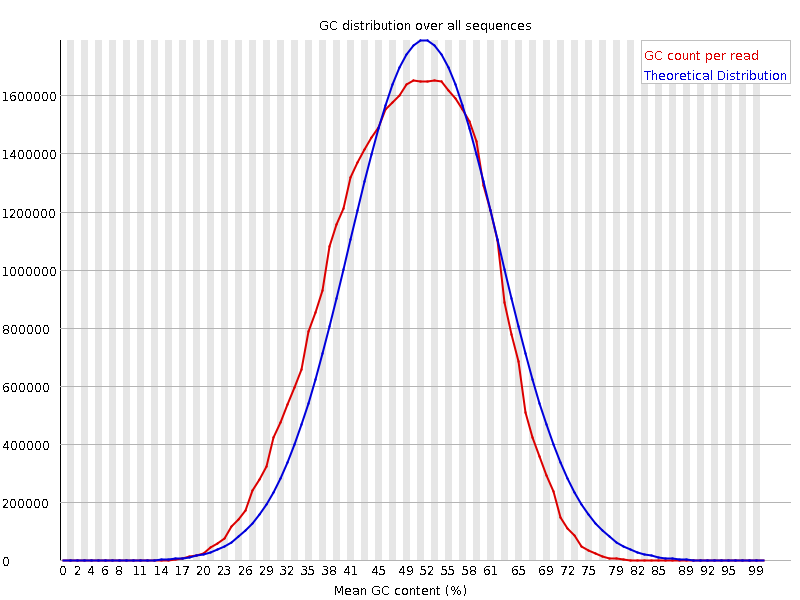 GC distribution over all sequences
GC count per read
Theoretical Distribution
1600000
1400000
1200000
1000000
800000
600000
400000
200000
0
0 2 4 6 8 11 14 17 20 23 26 29 32 35 38 41 45 49 52 55 58 61 65 69 72 75 79 82 85 89 92 95 99
Mean GC content (%)